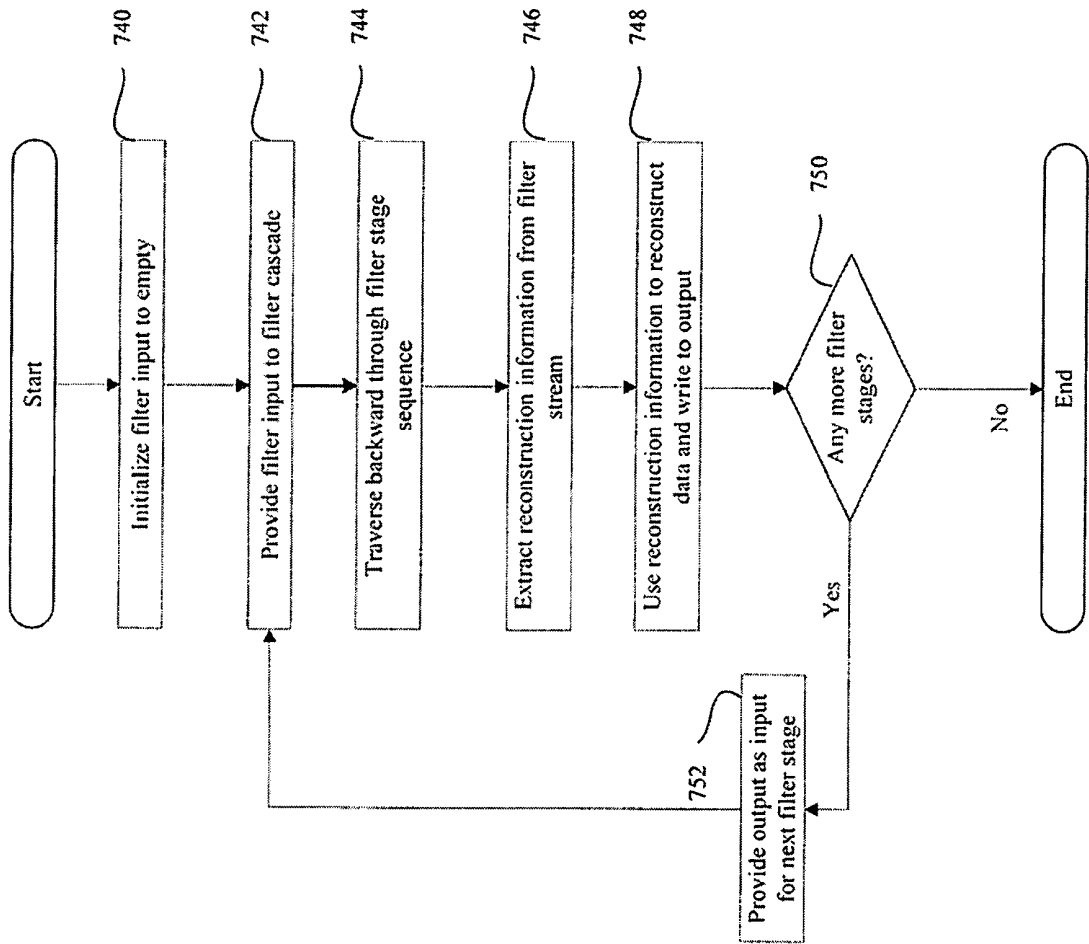 Start
740
Initialize filter input to empty
742
Provide filter input to filter cascade
744
Traverse backward through filter stage
sequence
746
Extract reconstruction information from filter
stream
748
Use reconstruction information to reconstruct
data and write to output
750
Any more filter
stages?
Yes
No
752
Provide output as input
for next filter stage
End